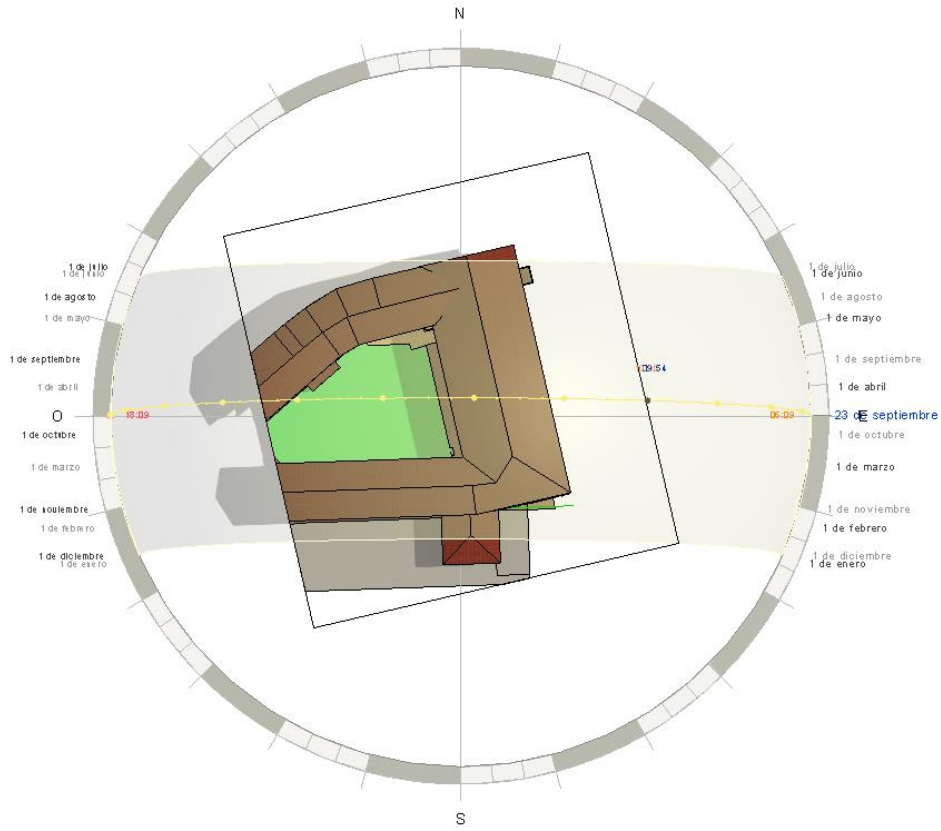 N
1 de julio
1 de julio
1 de agosto
1 de mayo
1 de septiembre
1 de abril
O
18:09
1 de octubre
1 de marzo
1 de noviembre
1 de febrero
1 de diciembre
1 de enero
09:54
06:09
1 de julio
1 de junio
1 de agosto
1 de mayo
1 de septiembre
1 de abril
23 de septiembre
E
1 de octubre
1 de marzo
1 de noviembre
1 de febrero
1 de diciembre
1 de enero
S